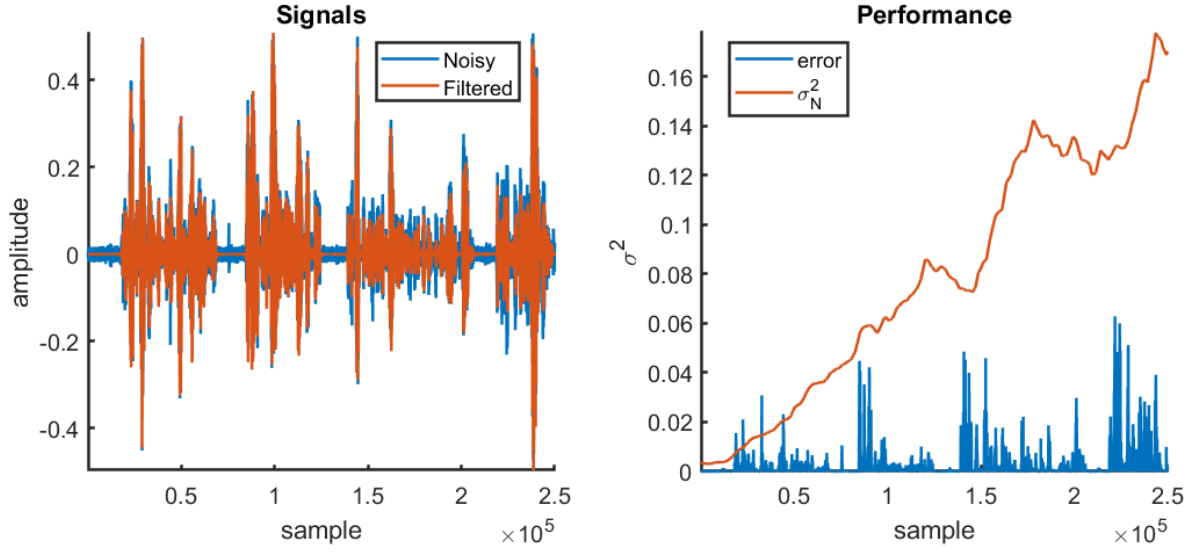 Signals
Noisy
Filtered
0.4
0.2
0
-0.2
-0.4
amplitude
0.5
1
1.5
2
2.5
sample
×10^5
Performance
error
σ_N^2
0.16
0.14
0.12
0.1
0.08
0.06
0.04
0.02
0
σ^2
0.5
1
1.5
2
2.5
sample
×10^5